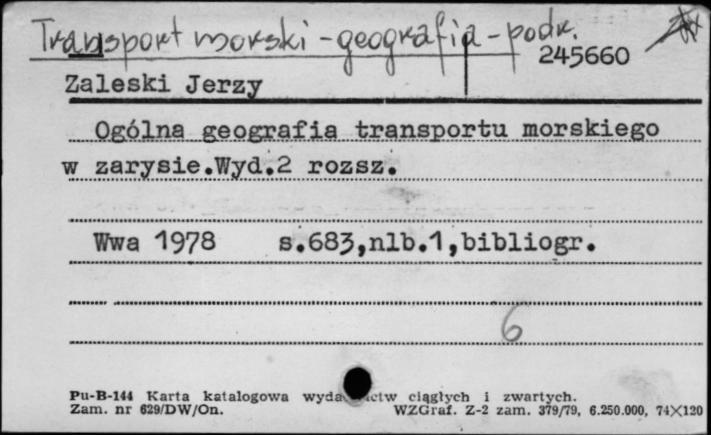 Transport morski - geografia - podr.
245660
Zaleski Jerzy
Ogólna geografia transportu morskiego
w zarysie.Wyd.2 rozsz.
Wwa 1978 s.683,nlb.1,bibliogr.
6
Pu-B-144 Karta katalogowa ciągłych i zwartych.
Zam. nr 629/DW/On. WZGraf. Z-2 zam. 379/79, 6.250.000, 74X120